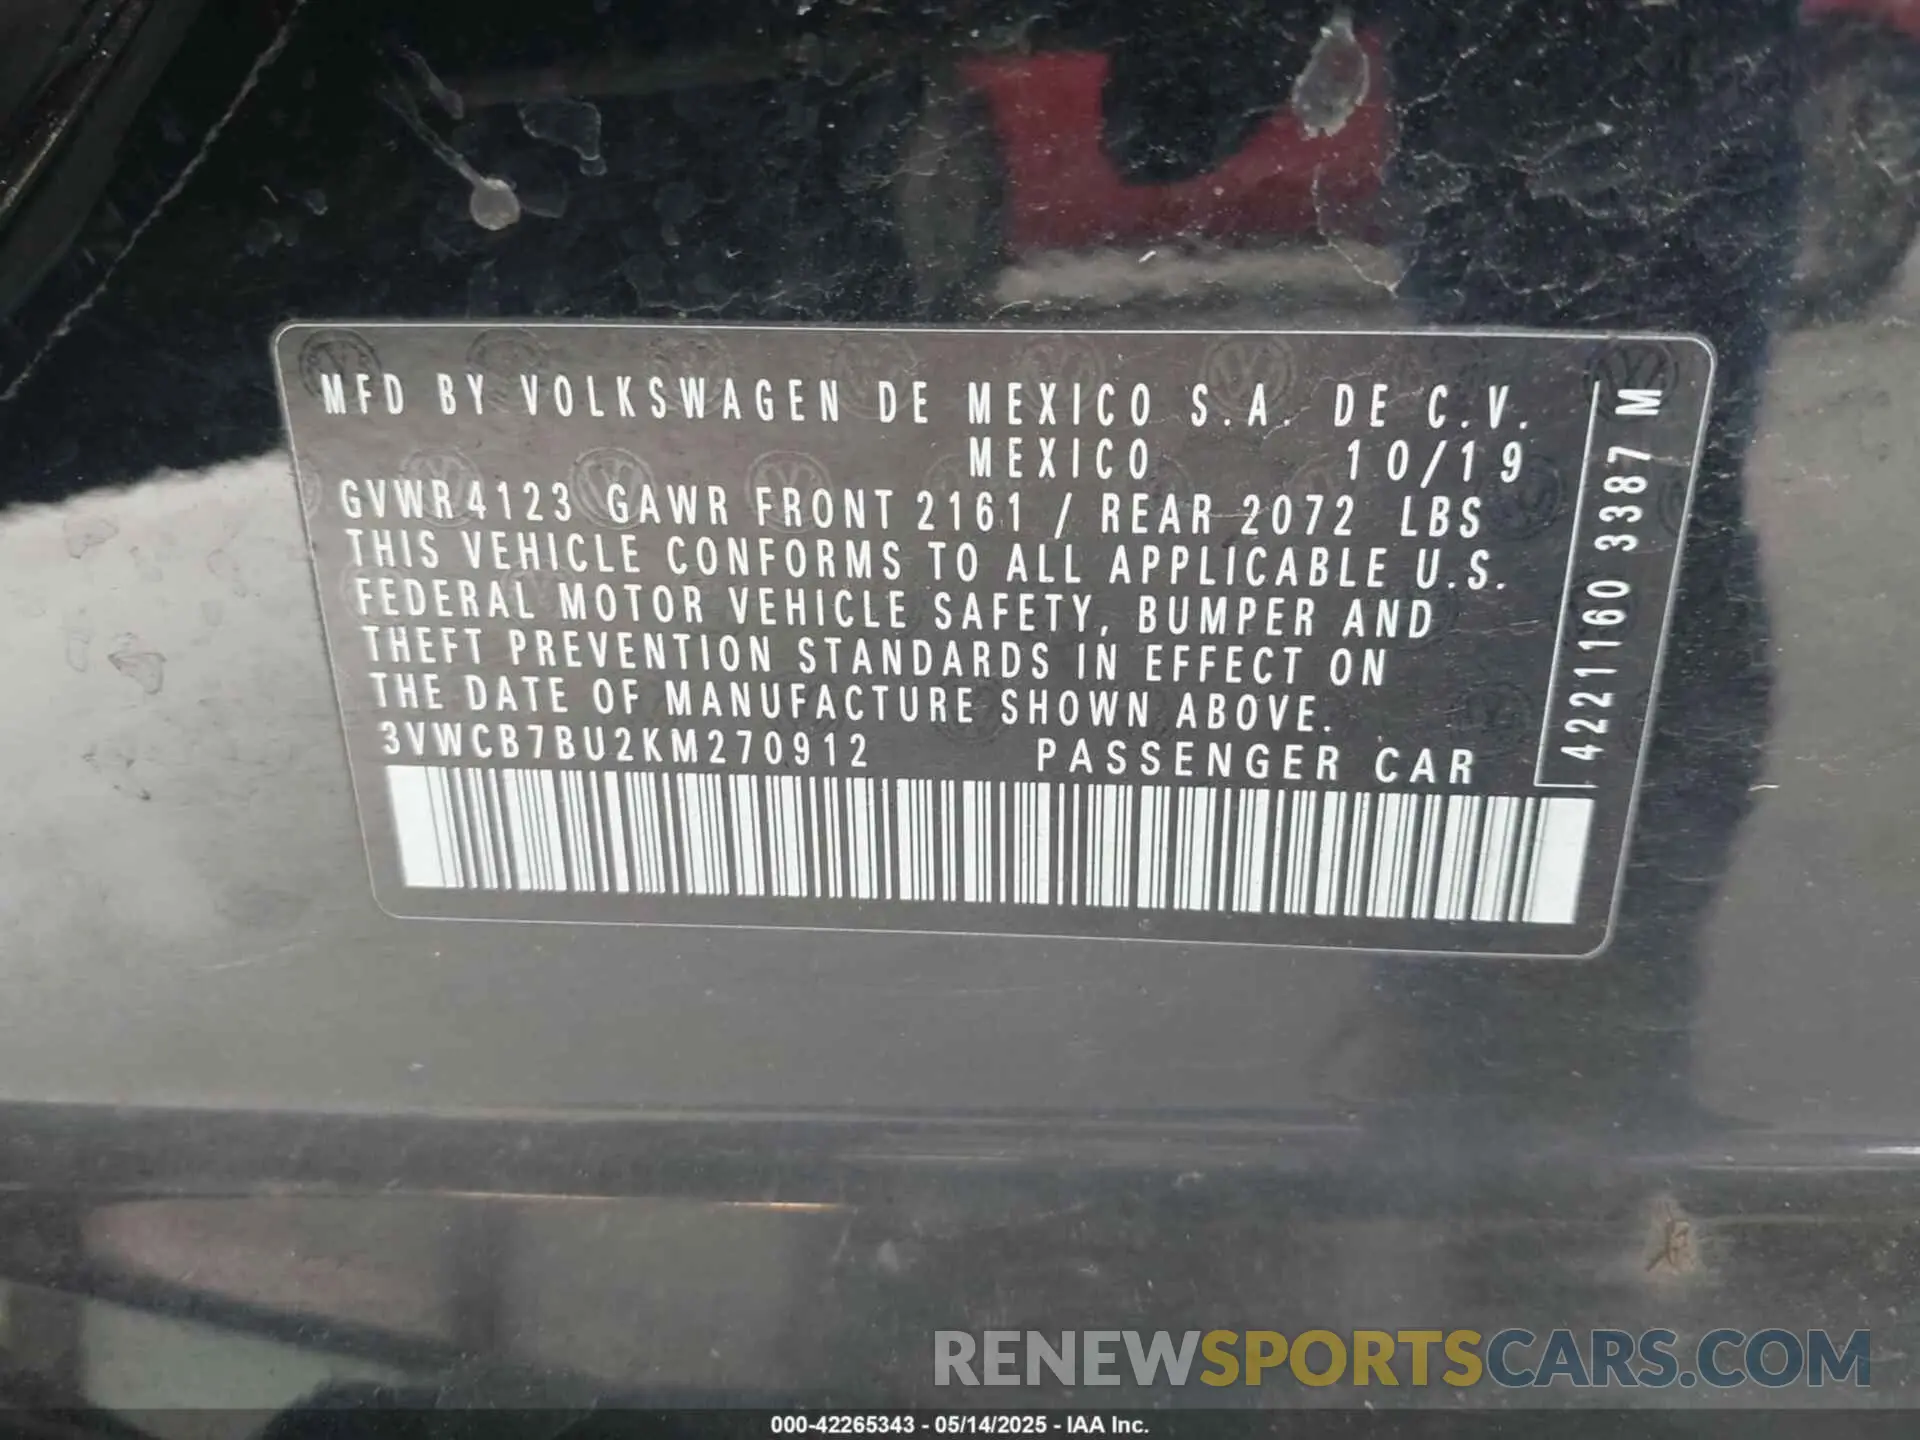 MFD BY VOLKSWAGEN DE MEXICO S.A. DE C.V.
MEXICO 10/19
GVWR 4123 GAWR FRONT 2161 / REAR 2072 LBS
THIS VEHICLE CONFORMS TO ALL APPLICABLE U.S.
FEDERAL MOTOR VEHICLE SAFETY, BUMPER AND
THEFT PREVENTION STANDARDS IN EFFECT ON
THE DATE OF MANUFACTURE SHOWN ABOVE.
3VWCB7BU2KM270912 PASSENGER CAR
4221160 3387 M
RENEWSPORTSCARS.COM
000-42265343 - 05/14/2025 - IAA Inc.